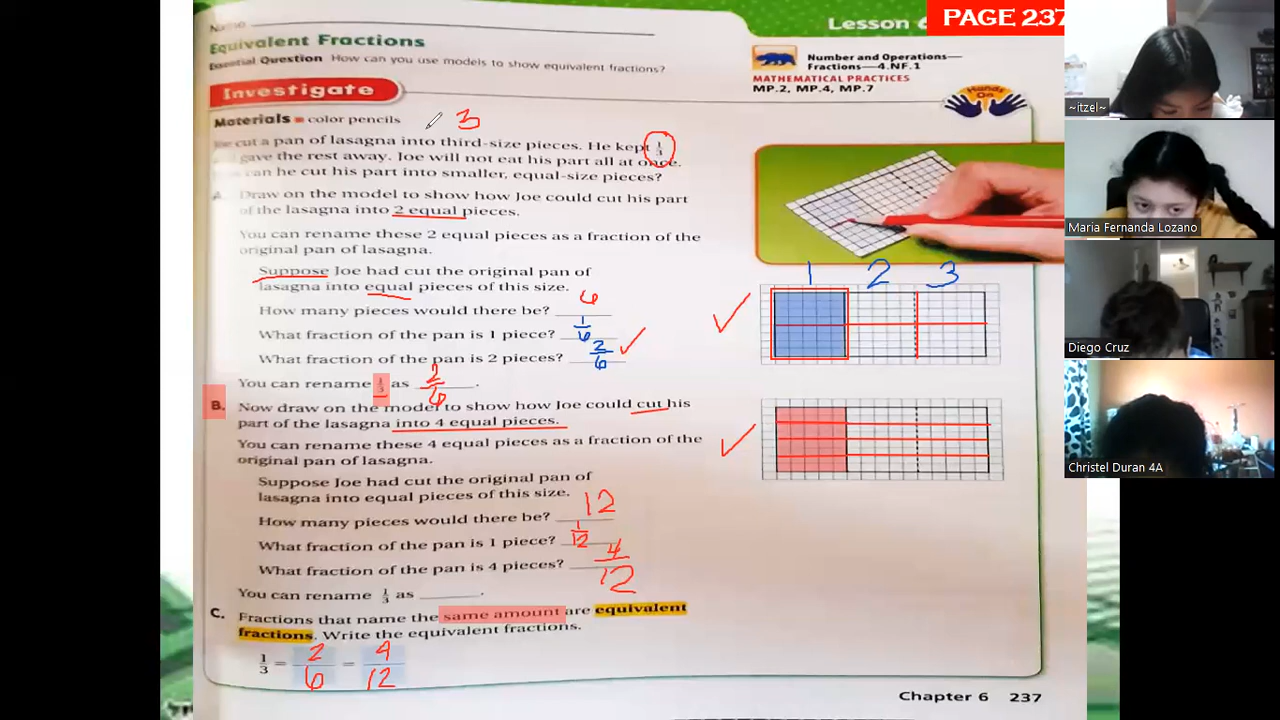 Lesson 6
PAGE 237
Name
Equivalent Fractions
Essential Question How can you use models to show equivalent fractions?
Number and Operations—
Fractions—4.NF.1
MATHEMATICAL PRACTICES
MP.2, MP.4, MP.7
Hands On
Investigate
Materials ■ color pencils
3
Joe cut a pan of lasagna into third-size pieces. He kept 1/3
gave the rest away. Joe will not eat his part all at once.
can he cut his part into smaller, equal-size pieces?
A. Draw on the model to show how Joe could cut his part
of the lasagna into 2 equal pieces.
You can rename these 2 equal pieces as a fraction of the
original pan of lasagna.
Suppose Joe had cut the original pan of
lasagna into equal pieces of this size.
How many pieces would there be? 6
What fraction of the pan is 1 piece? 1/6
What fraction of the pan is 2 pieces? 2/6
You can rename 1/3 as 2/6.
1 2 3
B. Now draw on the model to show how Joe could cut his
part of the lasagna into 4 equal pieces.
You can rename these 4 equal pieces as a fraction of the
original pan of lasagna.
Suppose Joe had cut the original pan of
lasagna into equal pieces of this size.
How many pieces would there be? 12
What fraction of the pan is 1 piece? 1/12
What fraction of the pan is 4 pieces? 4/12
You can rename 1/3 as ______.
C. Fractions that name the same amount are equivalent
fractions. Write the equivalent fractions.
1/3 = 2/6 = 4/12
Chapter 6 237
~itzel~
Maria Fernanda Lozano
Diego Cruz
Christel Duran 4A